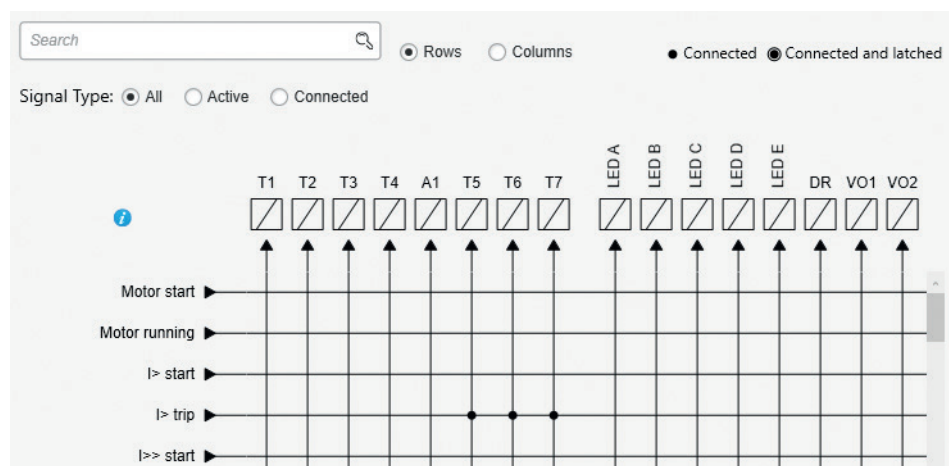 Search
Rows Columns Connected Connected and latched
Signal Type: All Active Connected
T1 T2 T3 T4 A1 T5 T6 T7 LED A LED B LED C LED D LED E DR VO1 VO2
i
Motor start
Motor running
I> start
I> trip
I>> start